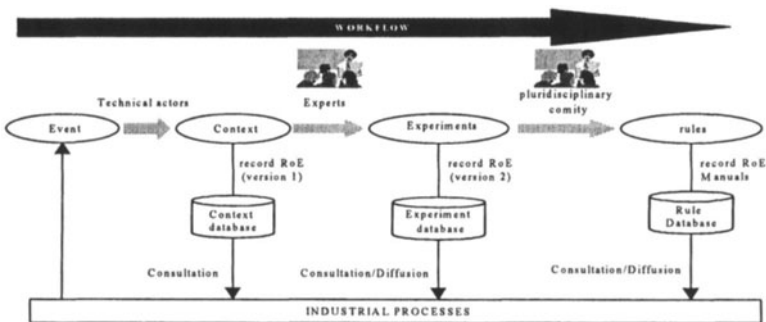 WORKFLOW
Technical actors
Experts
pluridisciplinary
comity
Event
Context
Experiments
rules
record RoE
(version 1)
record RoE
(version 2)
record RoE
Manuals
Context
database
Experiment
database
Rule
Database
Consultation
Consultation/Diffusion
Consultation/Diffusion
INDUSTRIAL PROCESSES